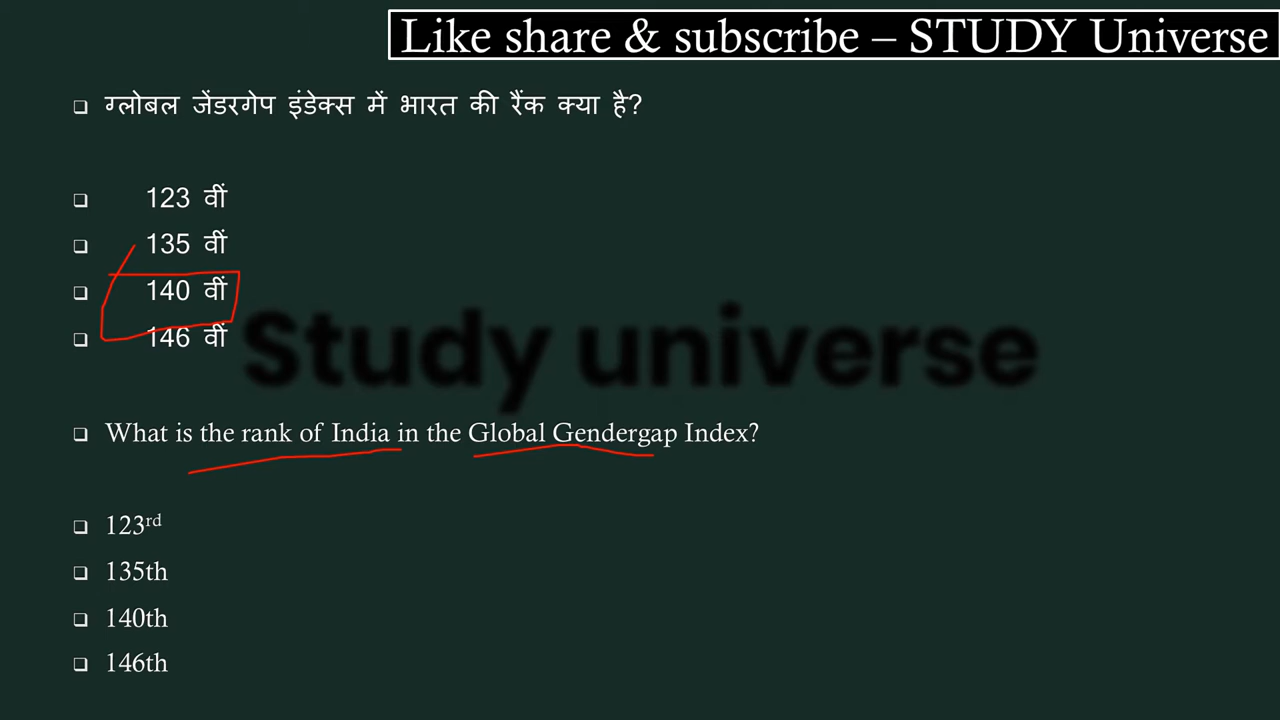 Like share & subscribe – STUDY Universe
ग्लोबल जेंडरगेप इंडेक्स में भारत की रैंक क्या है?
123 वीं
135 वीं
140 वीं
146 वीं
Study universe
What is the rank of India in the Global Gendergap Index?
123rd
135th
140th
146th